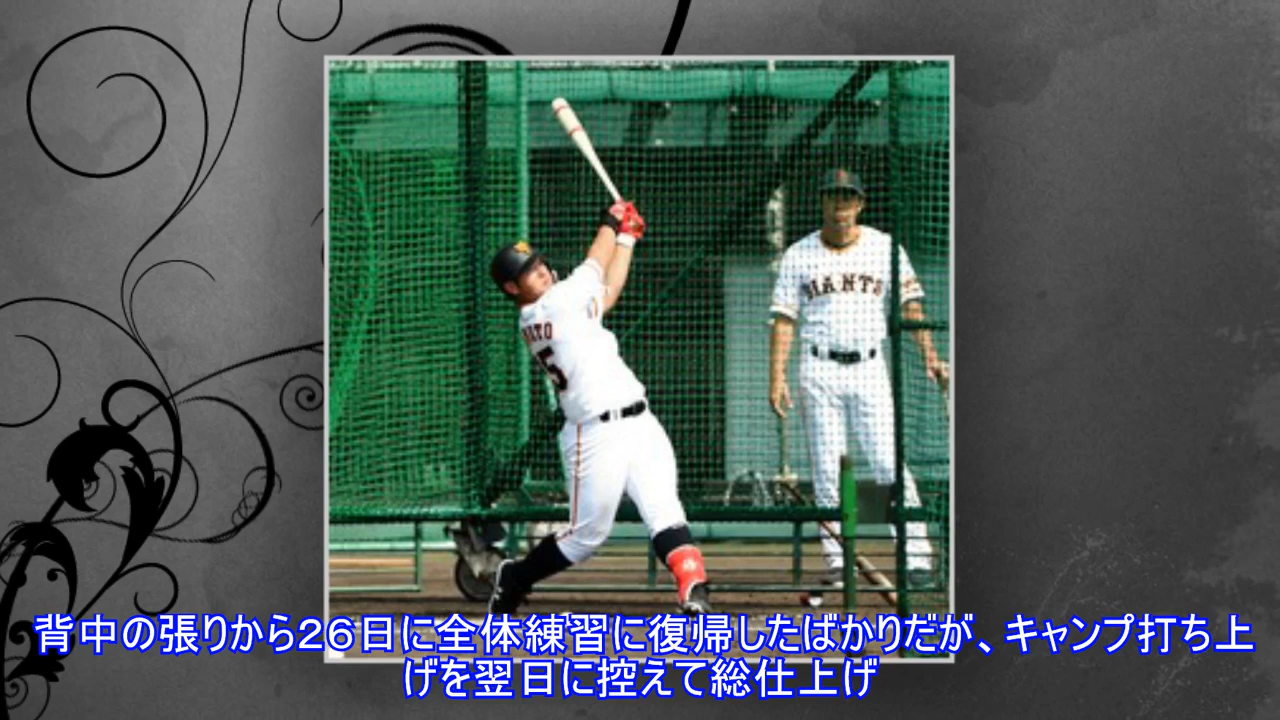 GIANTS
背中の張りから26日に全体練習に復帰したばかりだが、キャンプ打ち上
げを翌日に控えて総仕上げ